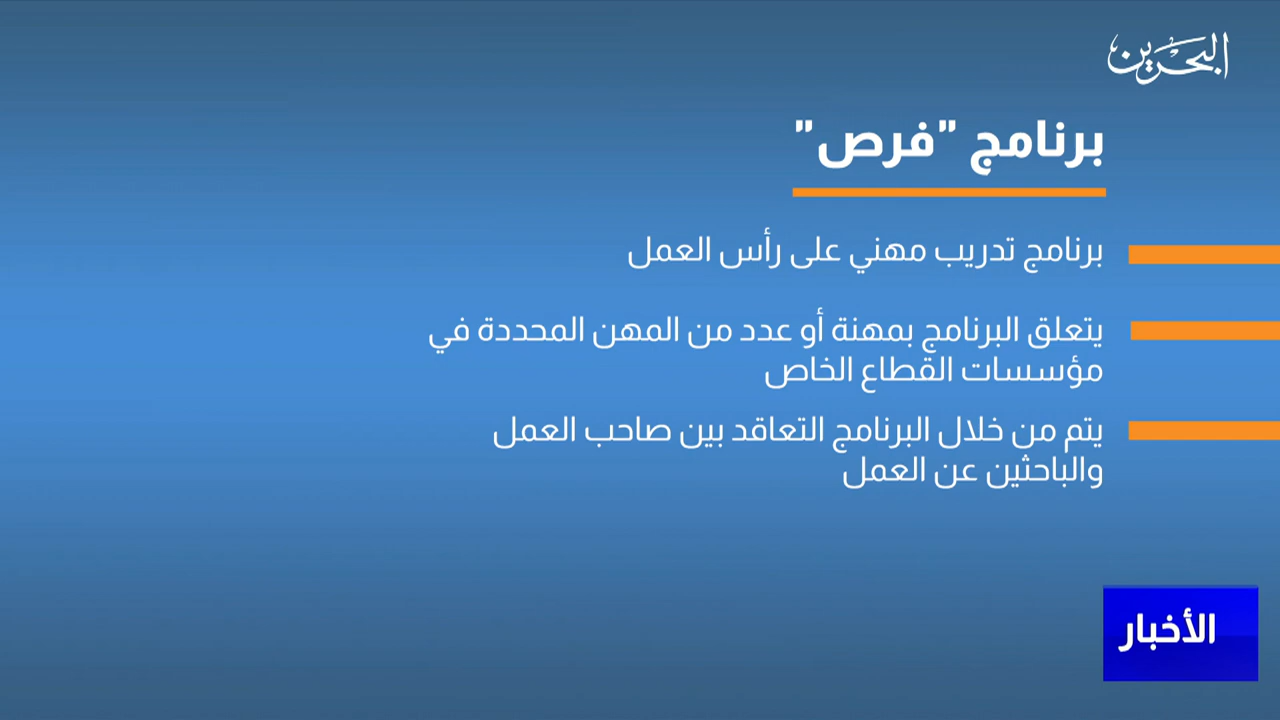 البحرين
برنامج "فرص"
برنامج تدريب مهني على رأس العمل
يتعلق البرنامج بمهنة أو عدد من المهن المحددة في
مؤسسات القطاع الخاص
يتم من خلال البرنامج التعاقد بين صاحب العمل
والباحثين عن العمل
الأخبار